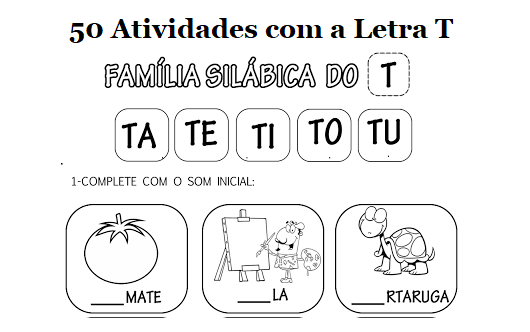 50 Atividades com a Letra T
FAMÍLIA SILÁBICA DO T
TA TE TI TO TU
1-COMPLETE COM O SOM INICIAL:
____MATE ____LA ____RTARUGA